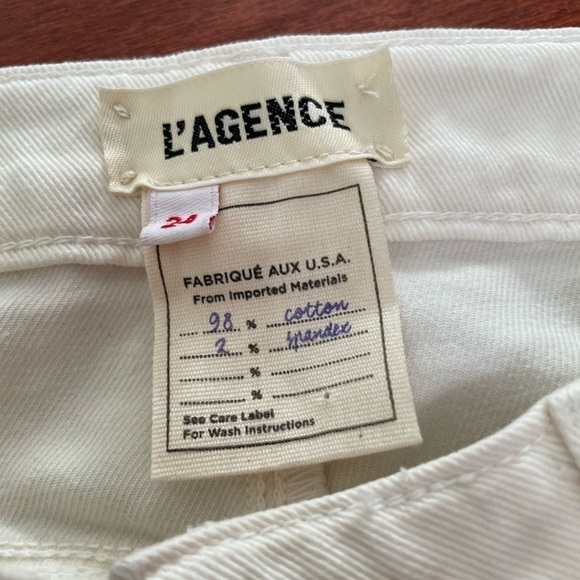 L'AGENCE
24
FABRIQUÉ AUX U.S.A.
From Imported Materials
98 % cotton
2 % spandex
%
%
See Care Label
For Wash Instructions